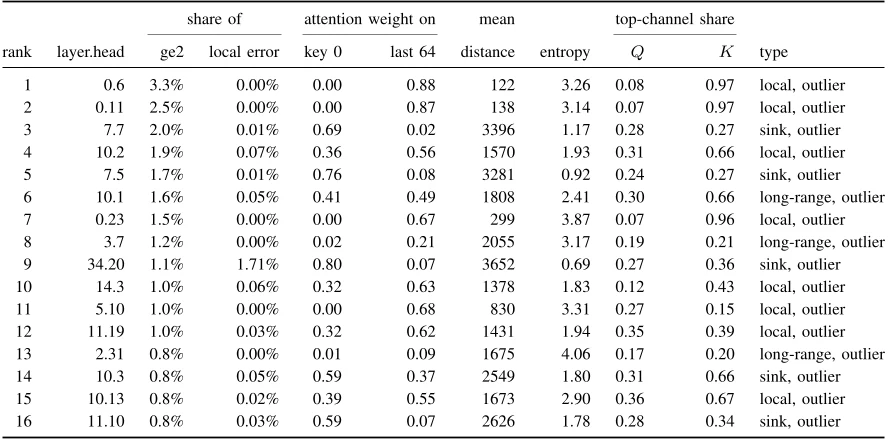 share of attention weight on mean top-channel share
rank layer.head ge2 local error key 0 last 64 distance entropy Q K type
1 0.6 3.3% 0.00% 0.00 0.88 122 3.26 0.08 0.97 local, outlier
2 0.11 2.5% 0.00% 0.00 0.87 138 3.14 0.07 0.97 local, outlier
3 7.7 2.0% 0.01% 0.69 0.02 3396 1.17 0.28 0.27 sink, outlier
4 10.2 1.9% 0.07% 0.36 0.56 1570 1.93 0.31 0.66 local, outlier
5 7.5 1.7% 0.01% 0.76 0.08 3281 0.92 0.24 0.27 sink, outlier
6 10.1 1.6% 0.05% 0.41 0.49 1808 2.41 0.30 0.66 long-range, outlier
7 0.23 1.5% 0.00% 0.00 0.67 299 3.87 0.07 0.96 local, outlier
8 3.7 1.2% 0.00% 0.02 0.21 2055 3.17 0.19 0.21 long-range, outlier
9 34.20 1.1% 1.71% 0.80 0.07 3652 0.69 0.27 0.36 sink, outlier
10 14.3 1.0% 0.06% 0.32 0.63 1378 1.83 0.12 0.43 local, outlier
11 5.10 1.0% 0.00% 0.00 0.68 830 3.31 0.27 0.15 local, outlier
12 11.19 1.0% 0.03% 0.32 0.62 1431 1.94 0.35 0.39 local, outlier
13 2.31 0.8% 0.00% 0.01 0.09 1675 4.06 0.17 0.20 long-range, outlier
14 10.3 0.8% 0.05% 0.59 0.37 2549 1.80 0.31 0.66 sink, outlier
15 10.13 0.8% 0.02% 0.39 0.55 1673 2.90 0.36 0.67 local, outlier
16 11.10 0.8% 0.03% 0.59 0.07 2626 1.78 0.28 0.34 sink, outlier